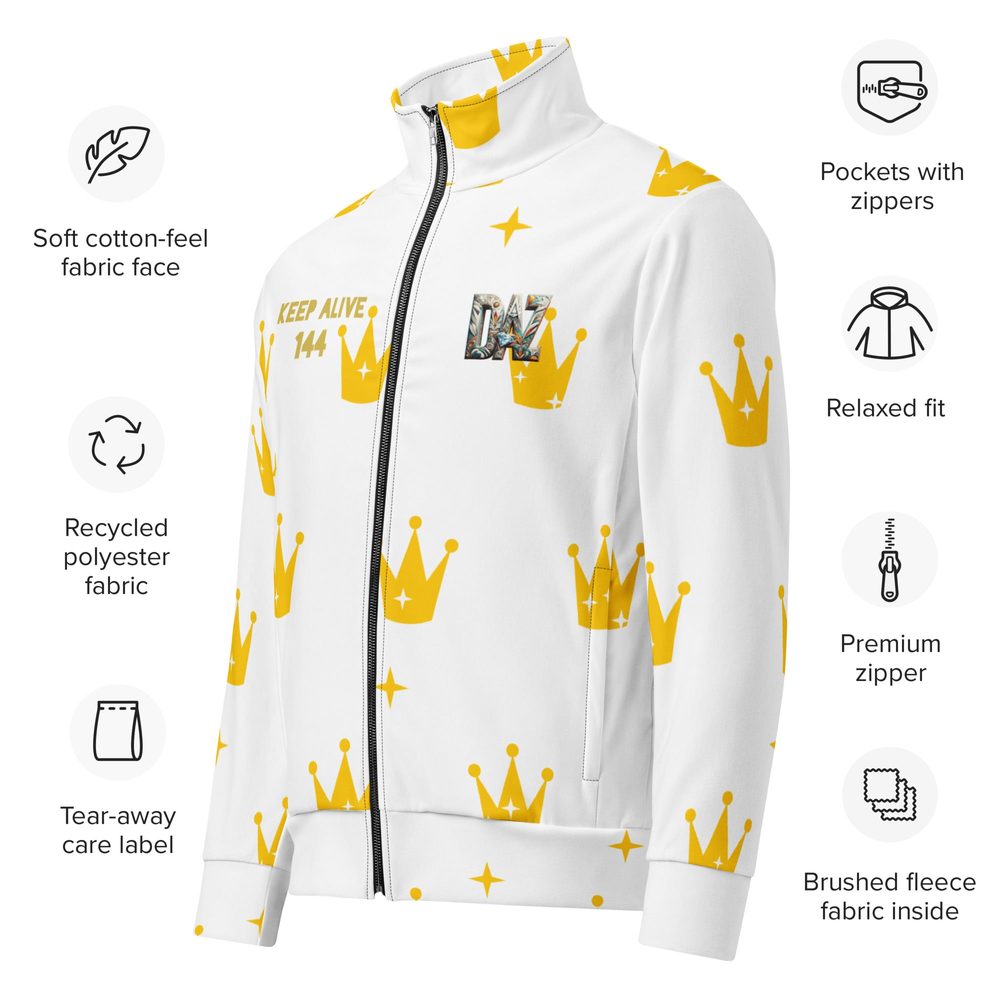 Soft cotton-feel
fabric face
Recycled
polyester
fabric
Tear-away
care label
KEEP ALIVE
144
DAZ
Pockets with
zippers
Relaxed fit
Premium
zipper
Brushed fleece
fabric inside